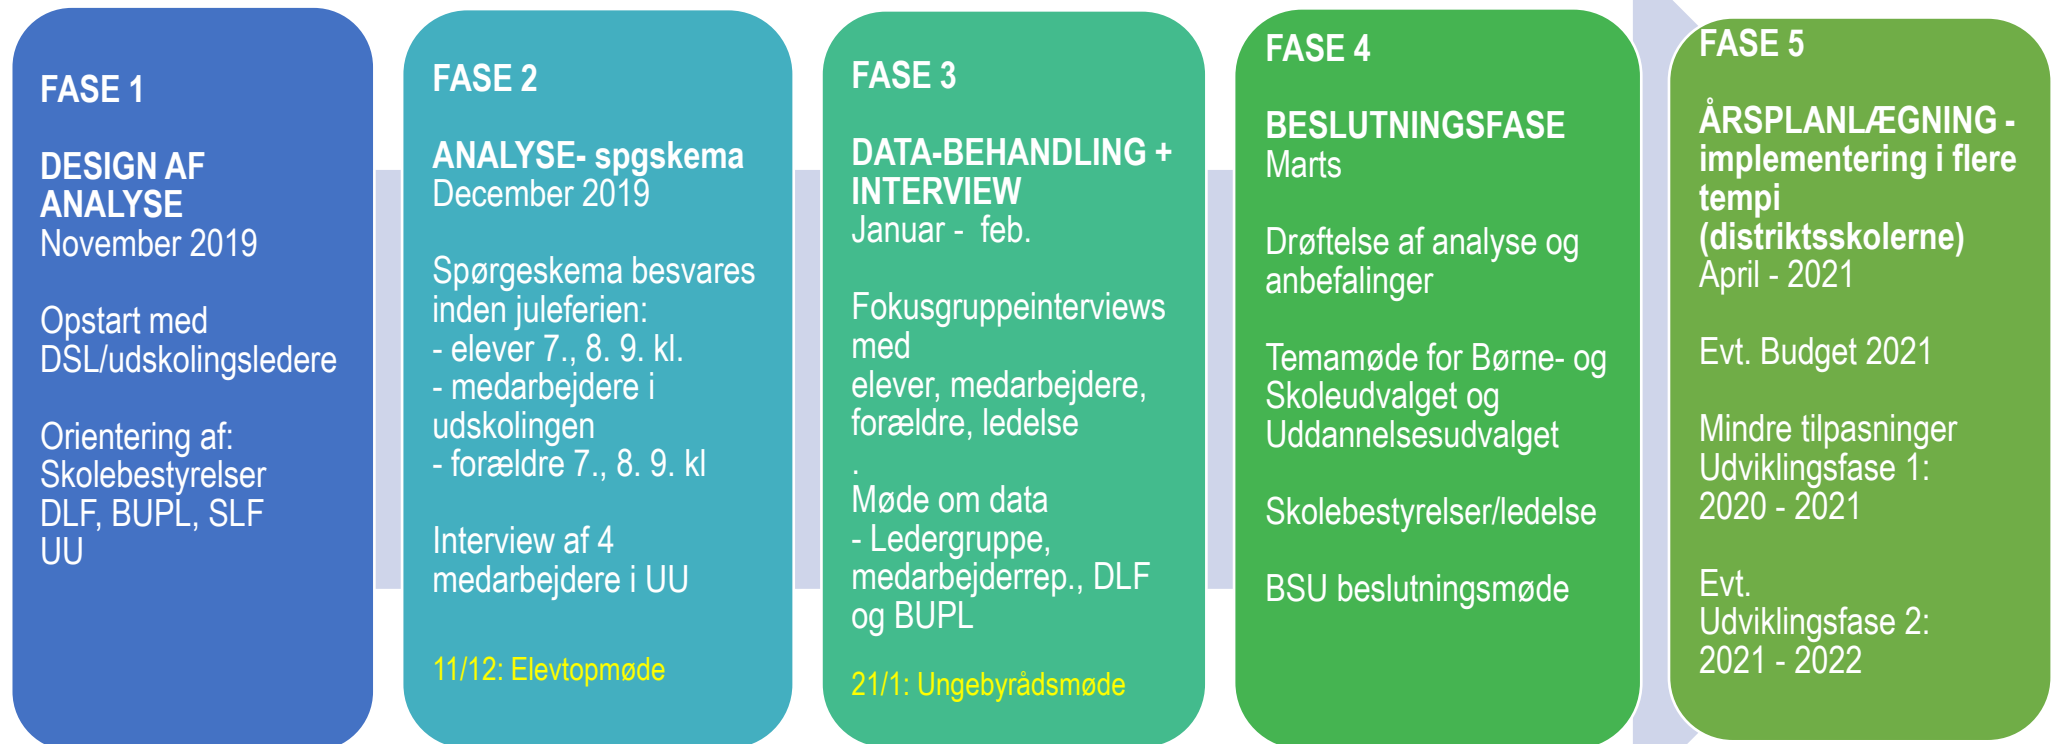 FASE 1
DESIGN AF
ANALYSE
November 2019
Opstart med
DSL/udskolingsledere
Orientering af:
Skolebestyrelser
DLF, BUPL, SLF
UU
FASE 2
ANALYSE- spgskema
December 2019
Spørgeskema besvares
inden juleferien:
- elever 7., 8. 9. kl.
- medarbejdere i
udskolingen
- forældre 7., 8. 9. kl
Interview af 4
medarbejdere i UU
11/12: Elevtopmøde
FASE 3
DATA-BEHANDLING +
INTERVIEW
Januar - feb.
Fokusgruppeinterviews
med
elever, medarbejdere,
forældre, ledelse
.
Møde om data
- Ledergruppe,
medarbejderrep., DLF
og BUPL
21/1: Ungebyrådsmøde
FASE 4
BESLUTNINGSFASE
Marts
Drøftelse af analyse og
anbefalinger
Temamøde for Børne- og
Skoleudvalget og
Uddannelsesudvalget
Skolebestyrelser/ledelse
BSU beslutningsmøde
FASE 5
ÅRSPLANLÆGNING -
implementering i flere
tempi
(distriktsskolerne)
April - 2021
Evt. Budget 2021
Mindre tilpasninger
Udviklingsfase 1:
2020 - 2021
Evt.
Udviklingsfase 2:
2021 - 2022